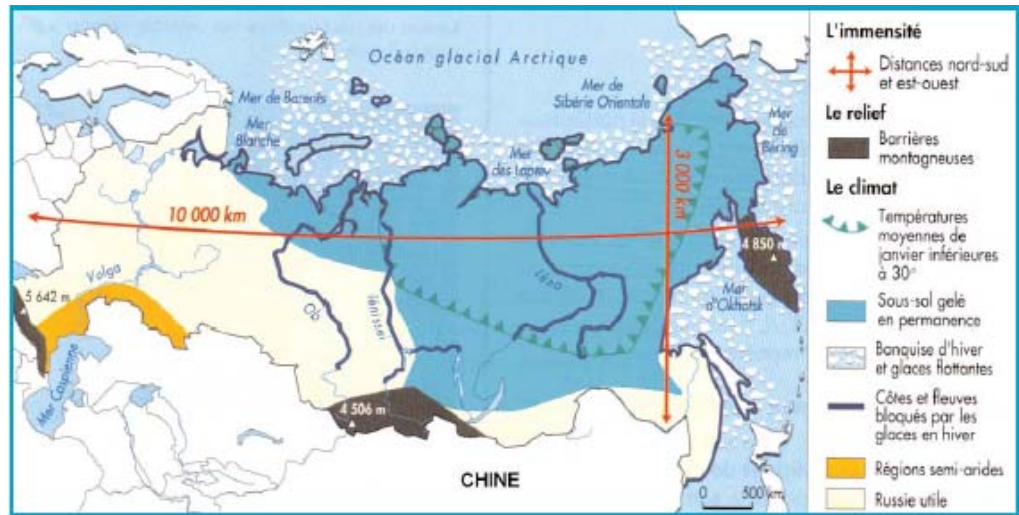 Océan glacial Arctique
Mer de Barents
Mer
Blanche
Mer de
Sibérie Orientale
Mer
des Laptev
Mer
de
Béring
10 000 km
3 000 km
4 850 m
Volga
5 642 m
Ob
Iénisseï
Léna
Mer
d'Okhotsk
Mer Caspienne
4 506 m
CHINE
0 500 km
L'immensité
Distances nord-sud
et est-ouest
Le relief
Barrières
montagneuses
Le climat
Températures
moyennes de
janvier inférieures
à 30°
Sous-sol gelé
en permanence
Banquise d'hiver
et glaces flottantes
Côtes et fleuves
bloqués par les
glaces en hiver
Régions semi-arides
Russie utile